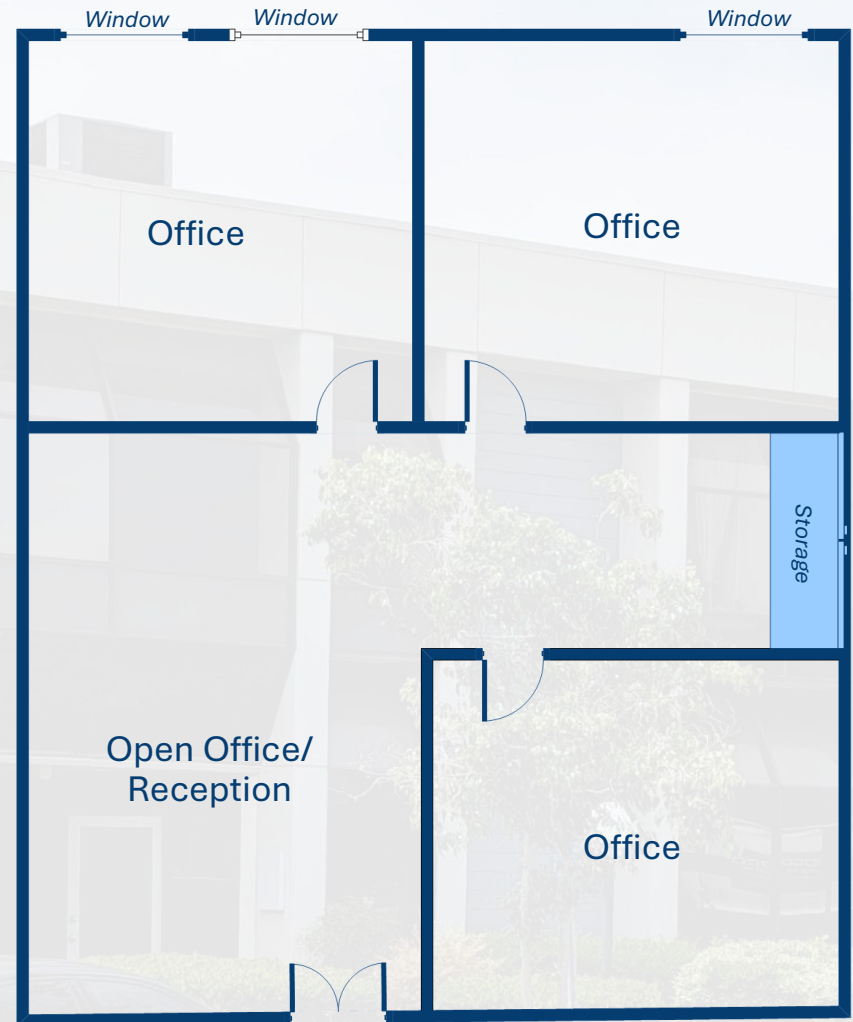 Window
Window
Window
Office
Office
Storage
Open Office/
Reception
Office